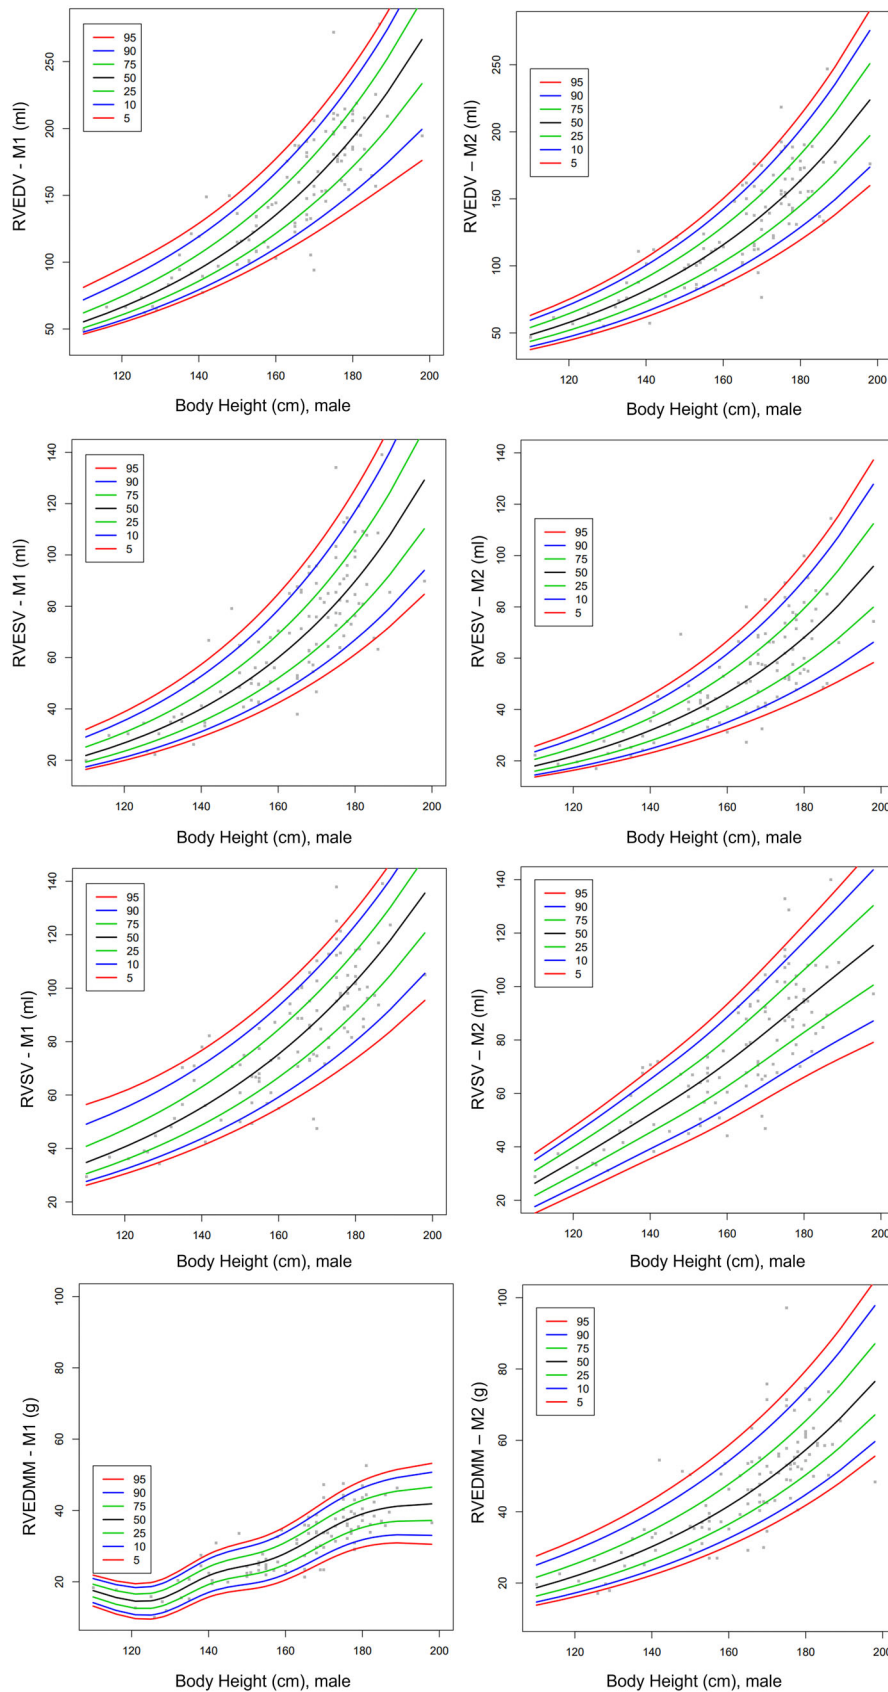 RVEDV - M1 (ml)
50 100 150 200 250
95
90
75
50
25
10
5
120 140 160 180 200
Body Height (cm), male
RVEDV – M2 (ml)
50 100 150 200 250
95
90
75
50
25
10
5
120 140 160 180 200
Body Height (cm), male
RVESV - M1 (ml)
20 40 60 80 100 120 140
95
90
75
50
25
10
5
120 140 160 180 200
Body Height (cm), male
RVESV – M2 (ml)
20 40 60 80 100 120 140
95
90
75
50
25
10
5
120 140 160 180 200
Body Height (cm), male
RVSV - M1 (ml)
20 40 60 80 100 120 140
95
90
75
50
25
10
5
120 140 160 180 200
Body Height (cm), male
RVSV – M2 (ml)
20 40 60 80 100 120 140
95
90
75
50
25
10
5
120 140 160 180 200
Body Height (cm), male
RVEDMM - M1 (g)
20 40 60 80 100
95
90
75
50
25
10
5
120 140 160 180 200
Body Height (cm), male
RVEDMM – M2 (g)
20 40 60 80 100
95
90
75
50
25
10
5
120 140 160 180 200
Body Height (cm), male